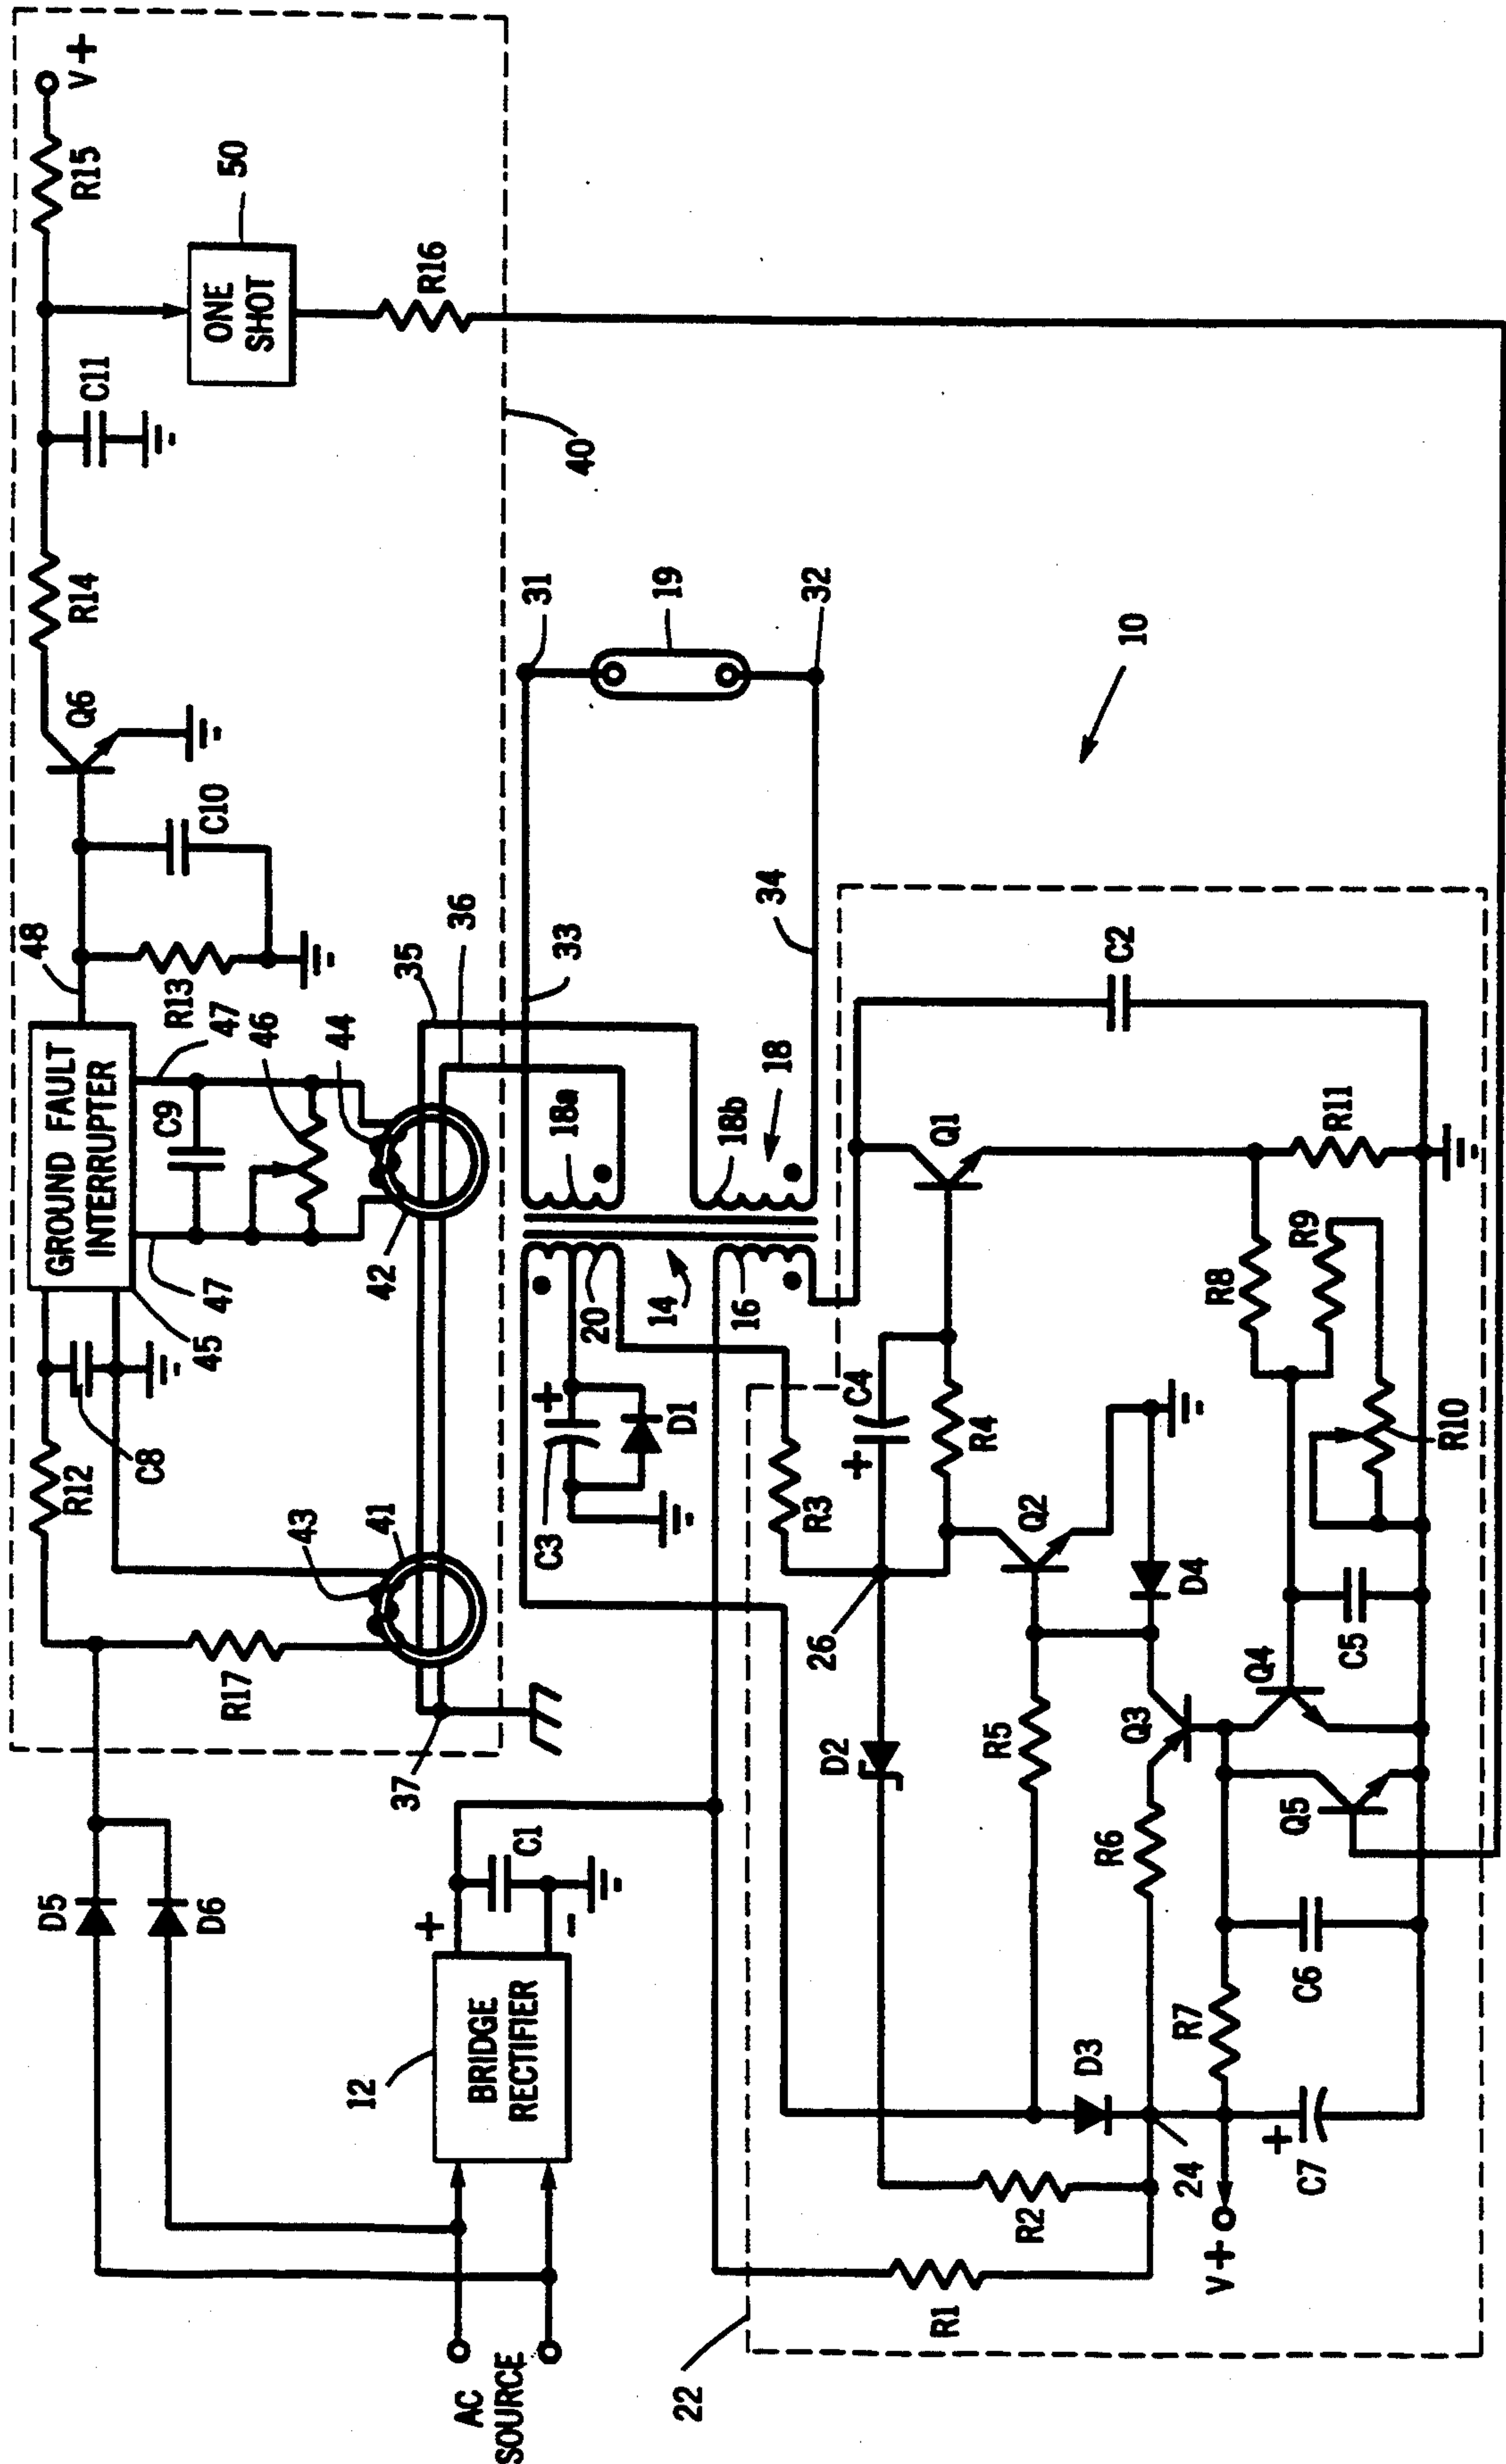 AC
SOURCE
12
BRIDGE
RECTIFIER
+
-
C1
D5
D6
37
R17
43
41
R12
C8
45
GROUND FAULT
INTERRUPTER
47
47
C9
46
44
42
48
R13
C10
Q6
R14
C11
R15
V+
ONE
SHOT
50
R16
40
35
36
33
34
31
19
32
10
18a
18b
18
20
14
16
C3
+
D1
22
R1
R2
R3
C4
+
R4
26
D2
Q2
R5
D4
Q3
R6
D3
24
V+
R7
C7
+
C6
Q5
Q4
C5
R8
R9
R10
R11
Q1
C2